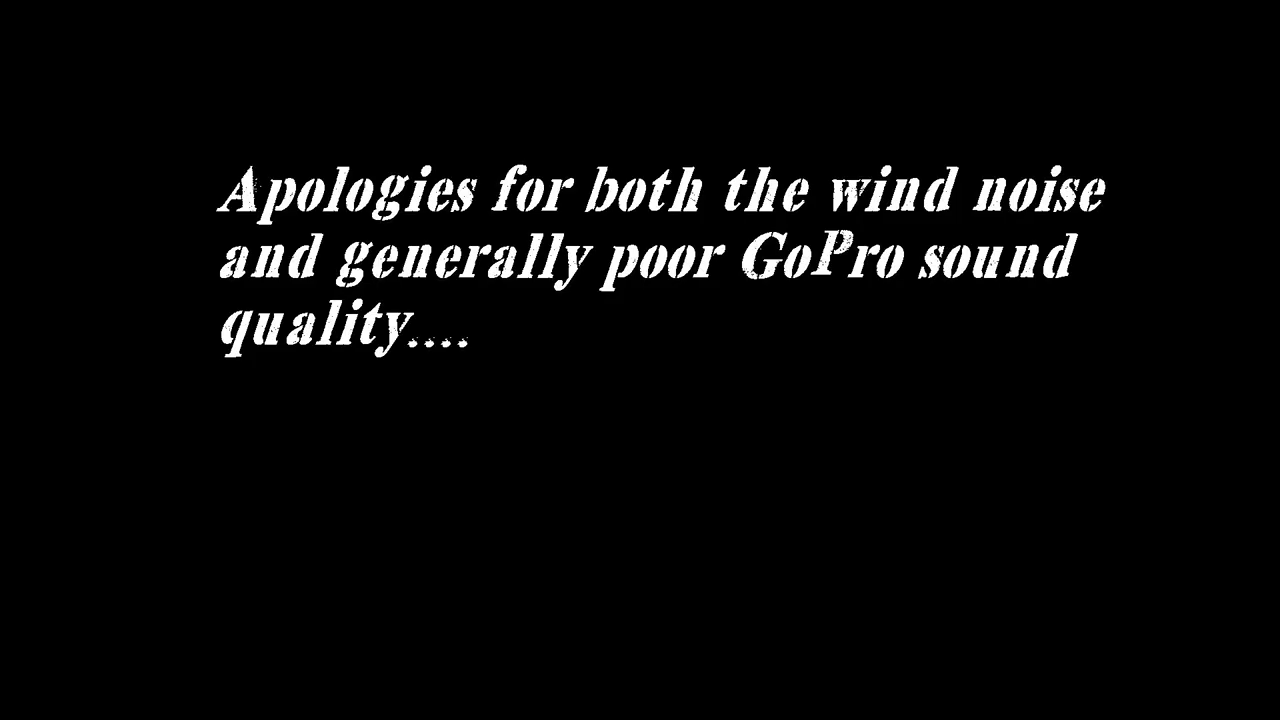 Apologies for both the wind noise
and generally poor GoPro sound
quality....